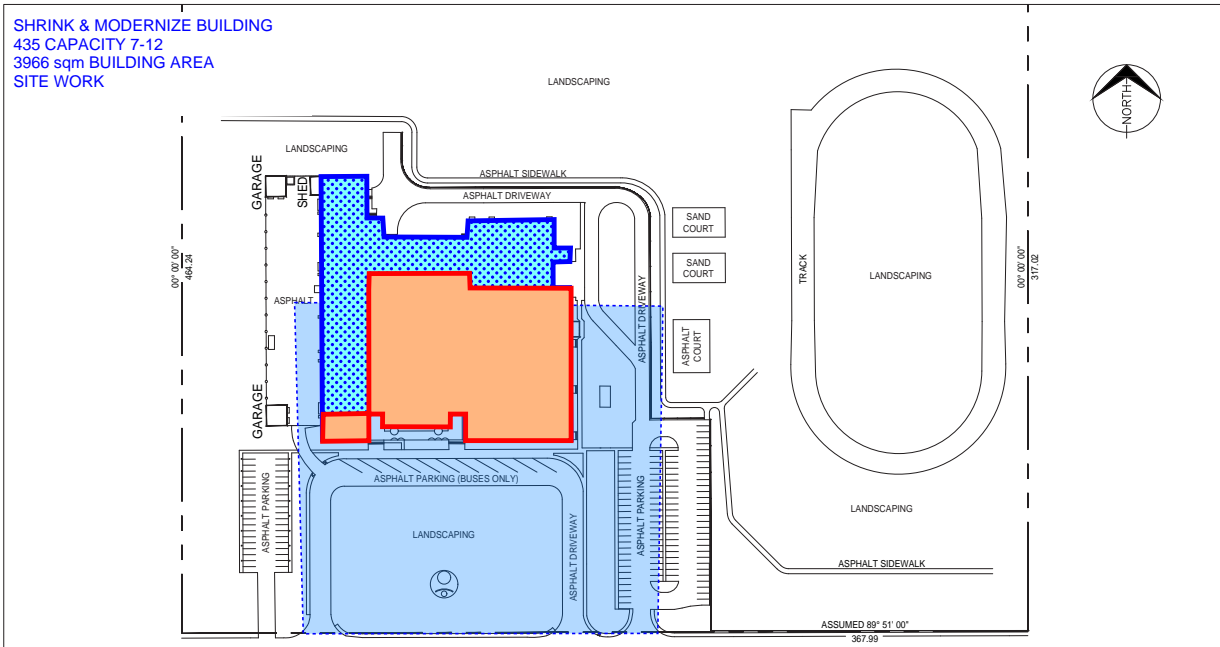 SHRINK & MODERNIZE BUILDING
435 CAPACITY 7-12
3966 sqm BUILDING AREA
SITE WORK
LANDSCAPING
NORTH
LANDSCAPING
GARAGE
SHED
ASPHALT SIDEWALK
ASPHALT DRIVEWAY
SAND
COURT
SAND
COURT
00° 00' 00"
464.24
ASPHALT
ASPHALT DRIVEWAY
ASPHALT
COURT
TRACK
LANDSCAPING
00° 00' 00"
317.02
GARAGE
ASPHALT PARKING
ASPHALT PARKING (BUSES ONLY)
LANDSCAPING
ASPHALT DRIVEWAY
ASPHALT PARKING
LANDSCAPING
ASPHALT SIDEWALK
ASSUMED 89° 51' 00"
367.99